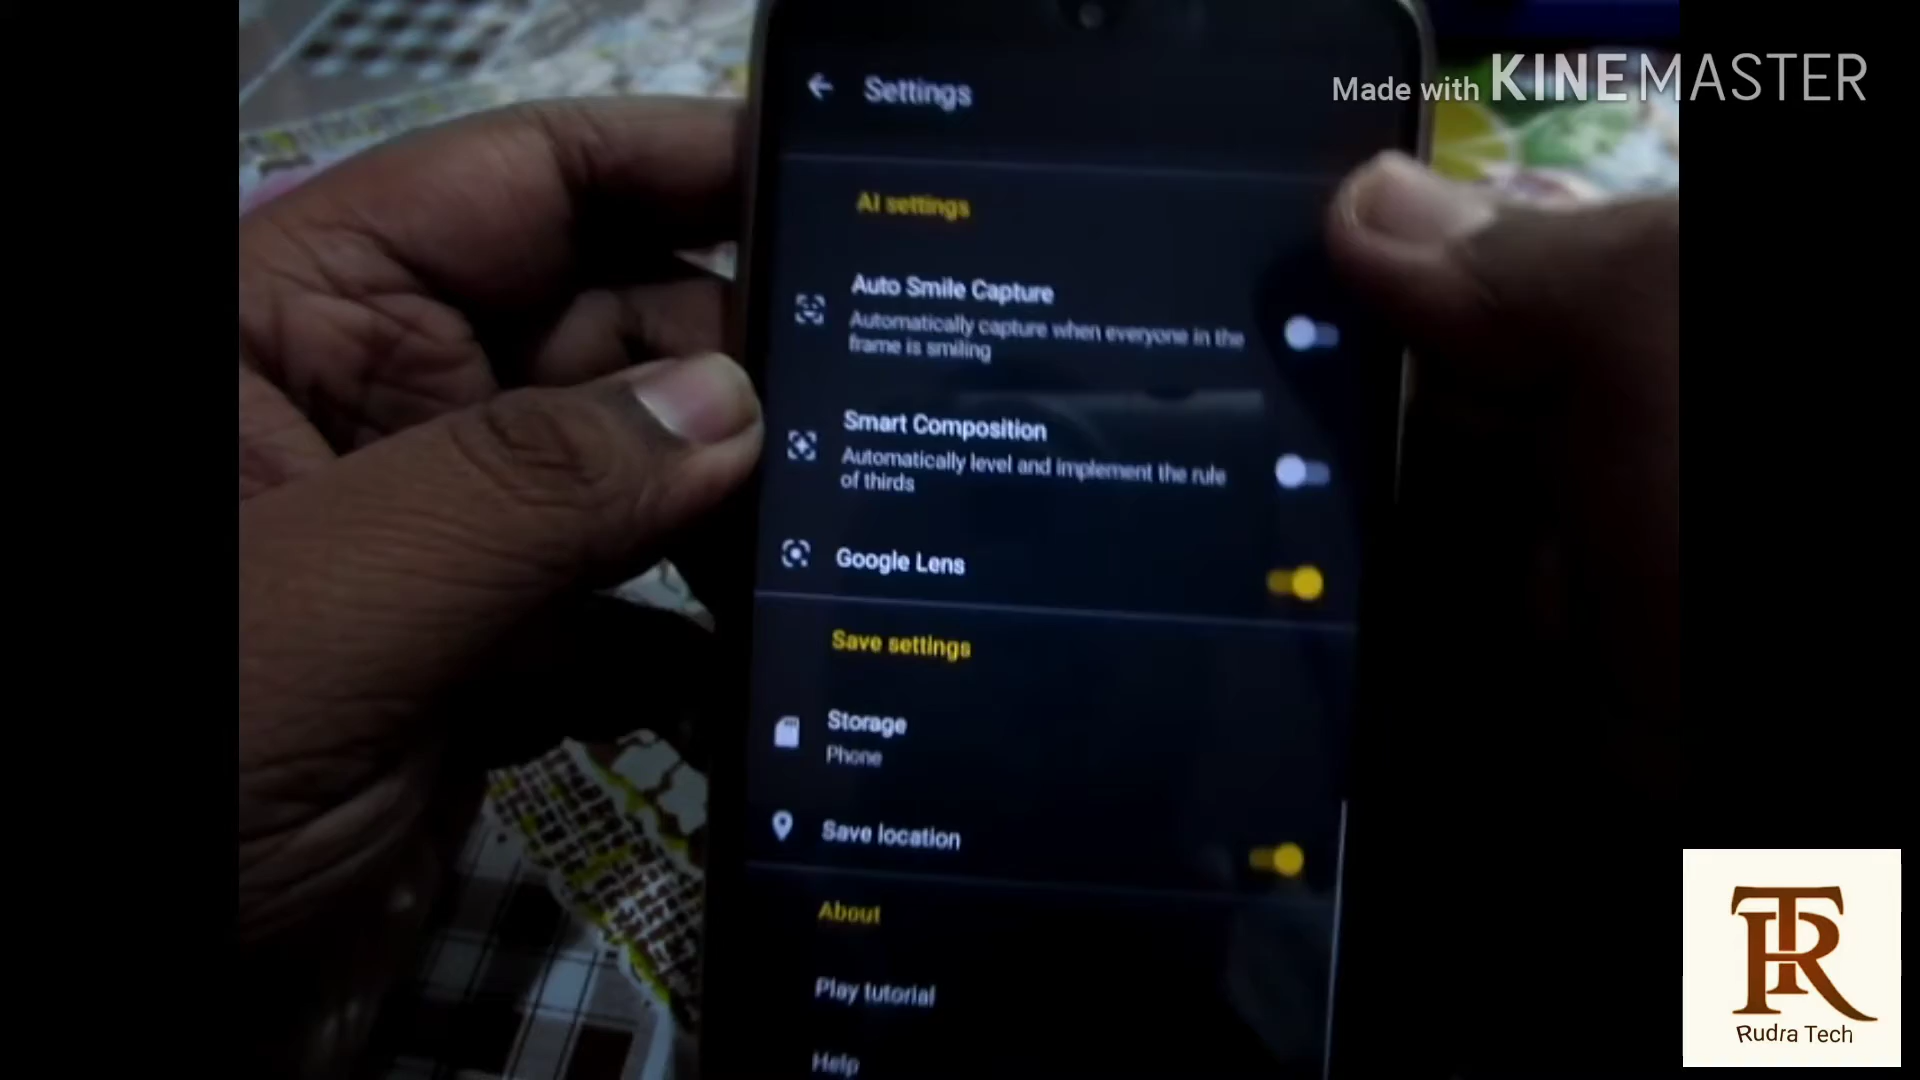 Settings
Made with KINEMASTER
AI settings
Auto Smile Capture
Automatically capture when everyone in the
frame is smiling
Smart Composition
Automatically level and implement the rule
of thirds
Google Lens
Save settings
Storage
Phone
Save location
About
Play tutorial
Help
TR
Rudra Tech